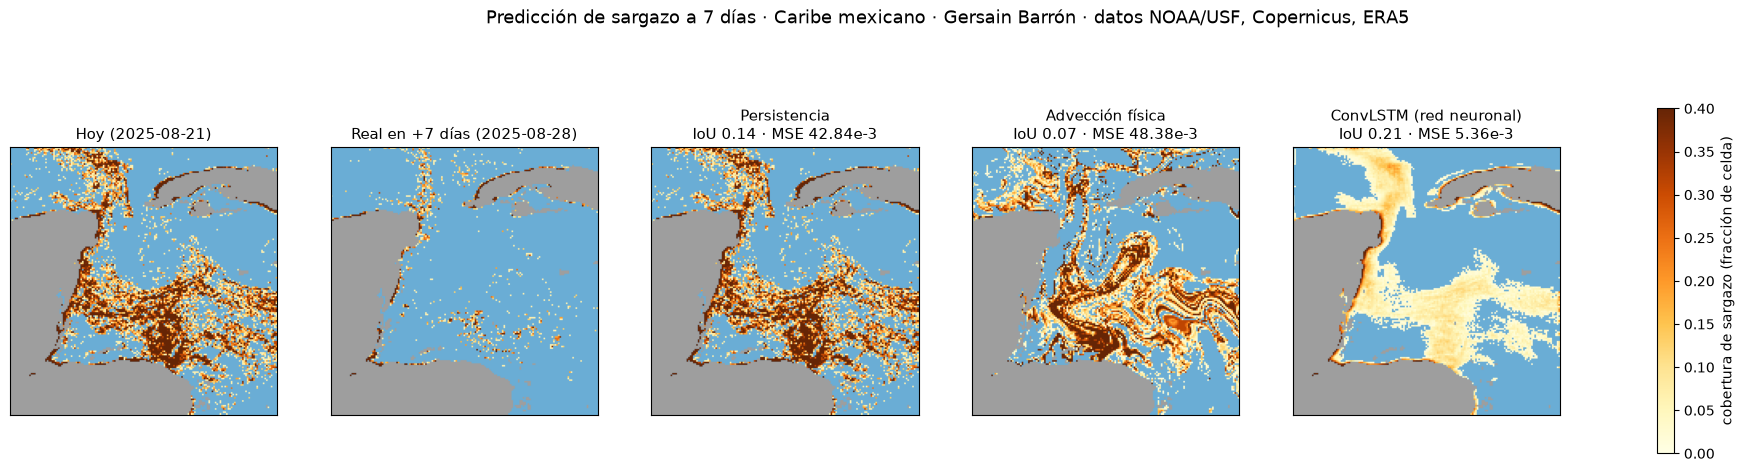 Predicción de sargazo a 7 días · Caribe mexicano · Gersain Barrón · datos NOAA/USF, Copernicus, ERA5
Hoy (2025-08-21)
Real en +7 días (2025-08-28)
Persistencia
IoU 0.14 · MSE 42.84e-3
Advección física
IoU 0.07 · MSE 48.38e-3
ConvLSTM (red neuronal)
IoU 0.21 · MSE 5.36e-3
0.40
0.35
0.30
0.25
0.20
0.15
0.10
0.05
0.00
cobertura de sargazo (fracción de celda)